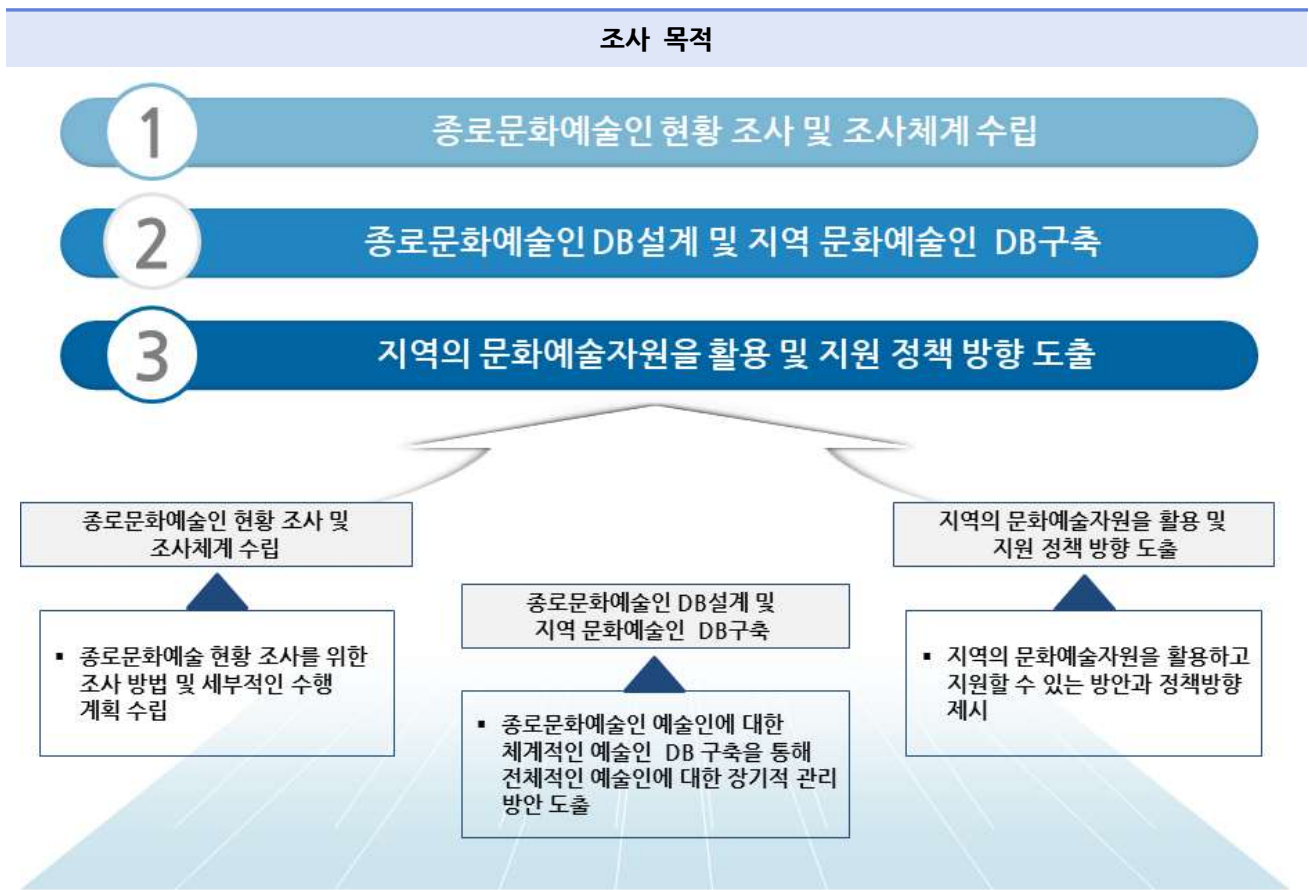 조사 목적
1
종로문화예술인 현황 조사 및 조사체계 수립
2
종로문화예술인 DB설계 및 지역 문화예술인 DB구축
3
지역의 문화예술자원을 활용 및 지원 정책 방향 도출
종로문화예술인 현황 조사 및
조사체계 수립
▪ 종로문화예술 현황 조사를 위한
조사 방법 및 세부적인 수행
계획 수립
종로문화예술인 DB설계 및
지역 문화예술인 DB구축
▪ 종로문화예술인 예술인에 대한
체계적인 예술인 DB 구축을 통해
전체적인 예술인에 대한 장기적 관리
방안 도출
지역의 문화예술자원을 활용 및
지원 정책 방향 도출
▪ 지역의 문화예술자원을 활용하고
지원할 수 있는 방안과 정책방향
제시